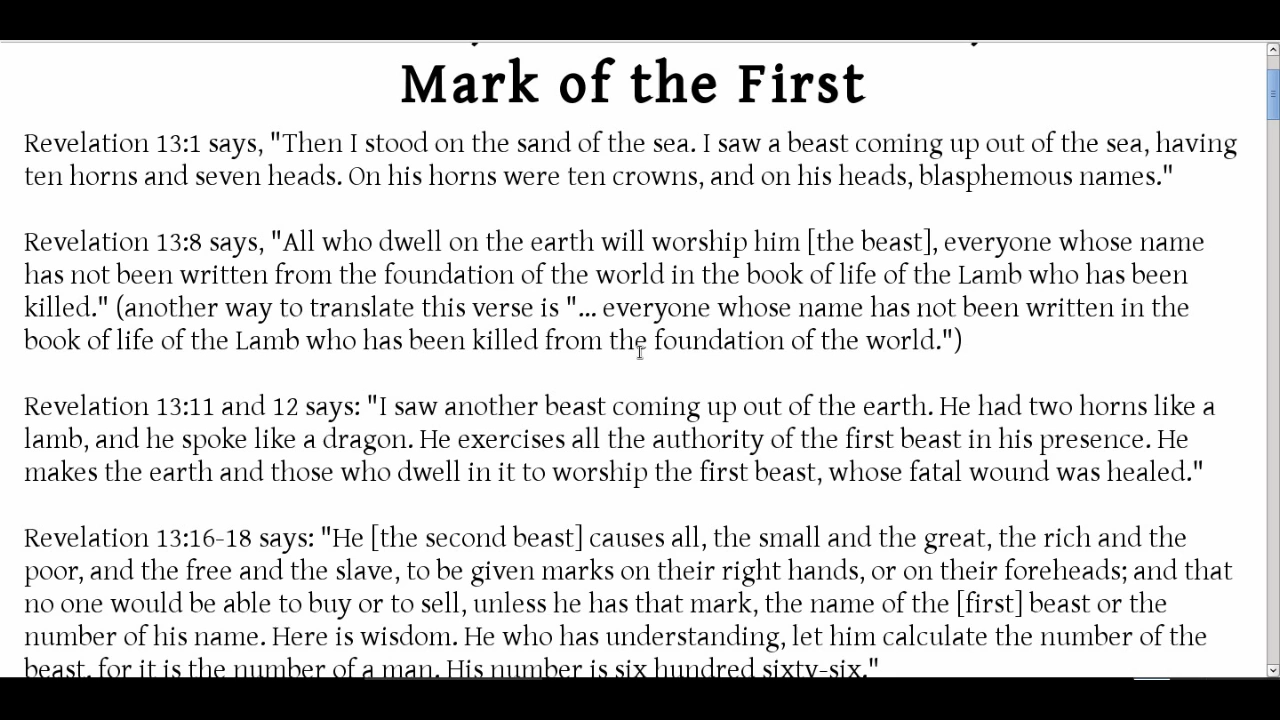 Mark of the First
Revelation 13:1 says, "Then I stood on the sand of the sea. I saw a beast coming up out of the sea, having
ten horns and seven heads. On his horns were ten crowns, and on his heads, blasphemous names."
Revelation 13:8 says, "All who dwell on the earth will worship him [the beast], everyone whose name
has not been written from the foundation of the world in the book of life of the Lamb who has been
killed." (another way to translate this verse is "... everyone whose name has not been written in the
book of life of the Lamb who has been killed from the foundation of the world.")
Revelation 13:11 and 12 says: "I saw another beast coming up out of the earth. He had two horns like a
lamb, and he spoke like a dragon. He exercises all the authority of the first beast in his presence. He
makes the earth and those who dwell in it to worship the first beast, whose fatal wound was healed."
Revelation 13:16-18 says: "He [the second beast] causes all, the small and the great, the rich and the
poor, and the free and the slave, to be given marks on their right hands, or on their foreheads; and that
no one would be able to buy or to sell, unless he has that mark, the name of the [first] beast or the
number of his name. Here is wisdom. He who has understanding, let him calculate the number of the
beast, for it is the number of a man. His number is six hundred sixty-six."